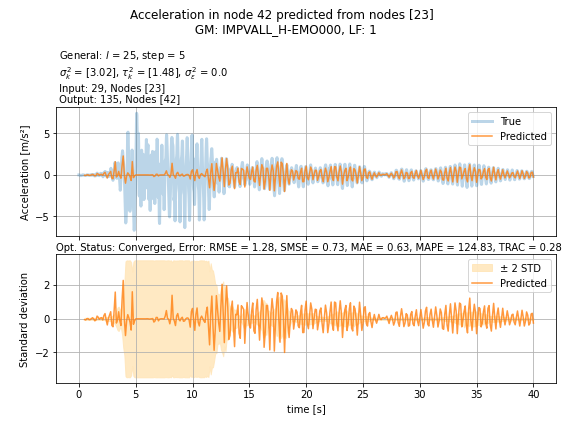 Acceleration in node 42 predicted from nodes [23]
GM: IMPVALL_H-EMO000, LF: 1
General: l = 25, step = 5
σ²ₖ = [3.02], τ²ₖ = [1.48], σ²ε = 0.0
Input: 29, Nodes [23]
Output: 135, Nodes [42]
Acceleration [m/s²]
5
0
−5
True
Predicted
Opt. Status: Converged, Error: RMSE = 1.28, SMSE = 0.73, MAE = 0.63, MAPE = 124.83, TRAC = 0.28
Standard deviation
2
0
−2
± 2 STD
Predicted
0 5 10 15 20 25 30 35 40
time [s]